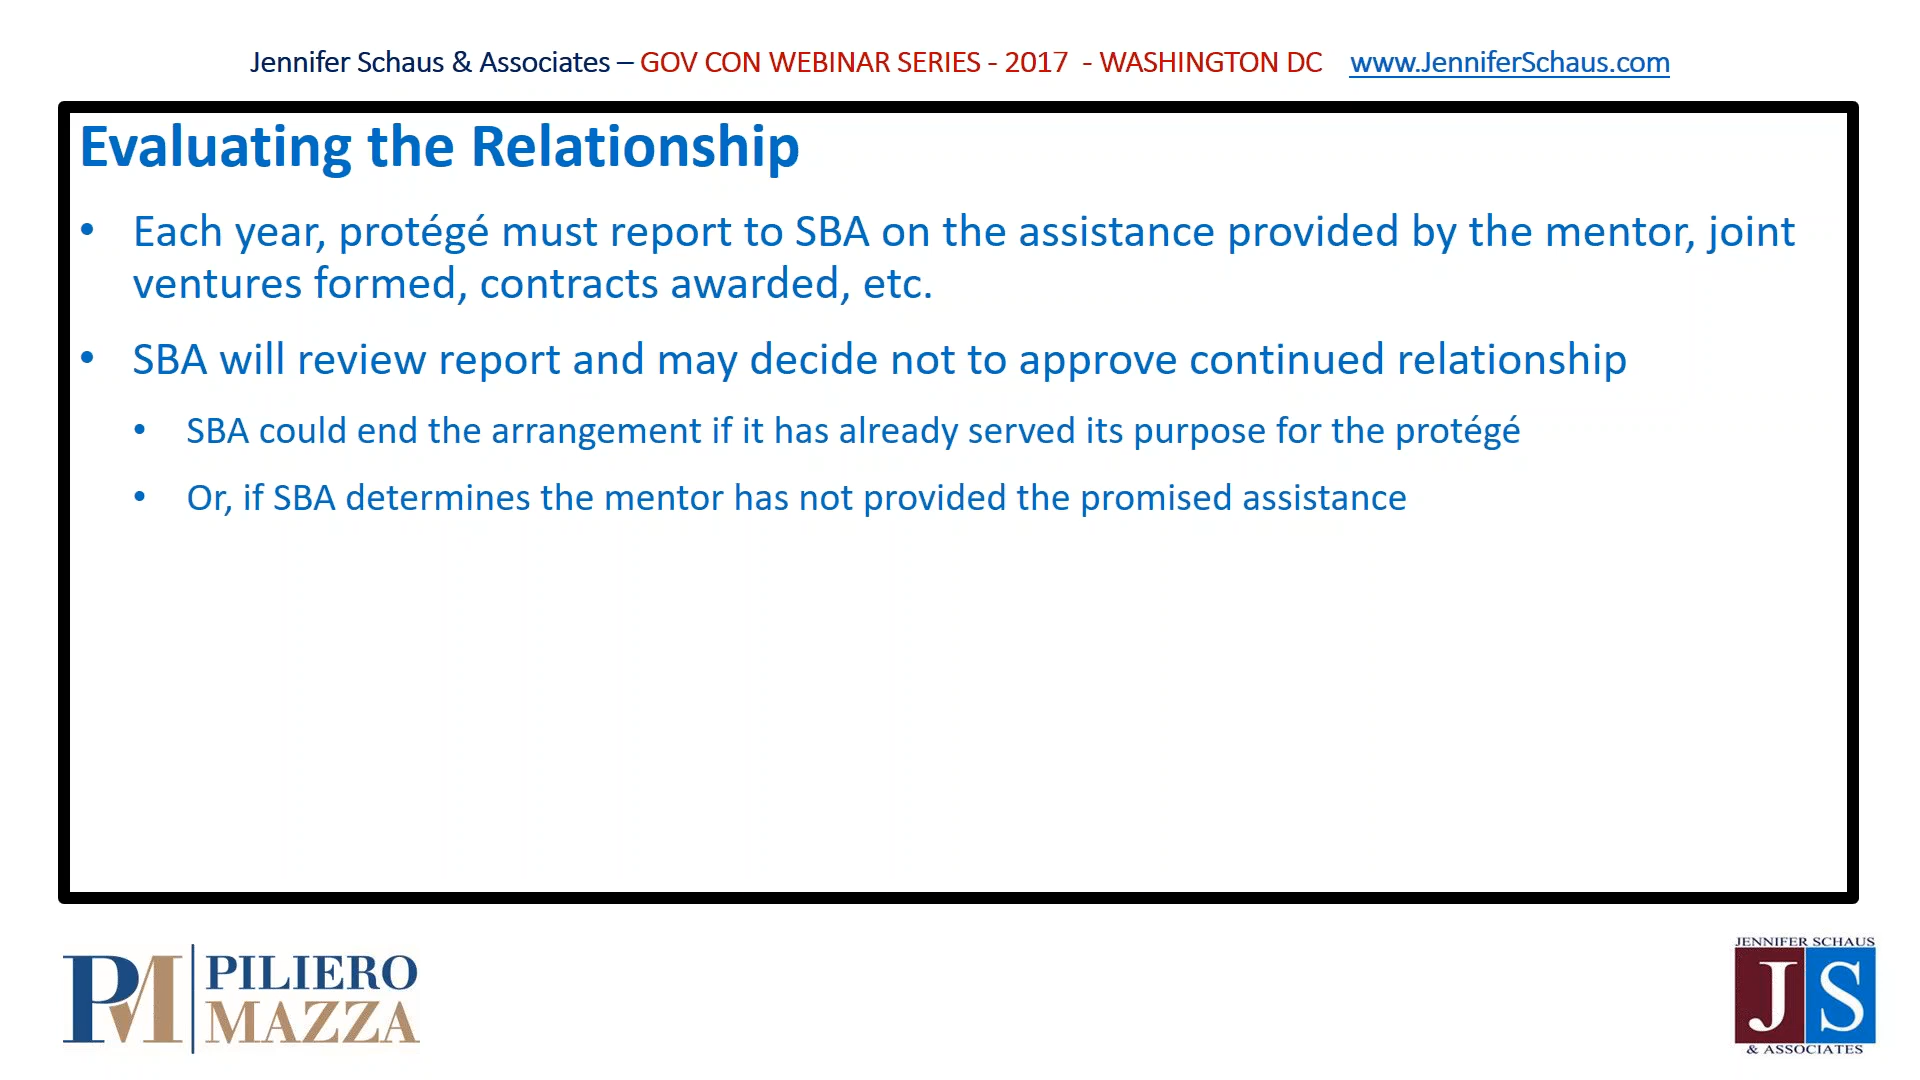 Jennifer Schaus & Associates – GOV CON WEBINAR SERIES - 2017 - WASHINGTON DC www.JenniferSchaus.com
Evaluating the Relationship
• Each year, protégé must report to SBA on the assistance provided by the mentor, joint
ventures formed, contracts awarded, etc.
• SBA will review report and may decide not to approve continued relationship
• SBA could end the arrangement if it has already served its purpose for the protégé
• Or, if SBA determines the mentor has not provided the promised assistance
PM PILIERO
MAZZA
JENNIFER SCHAUS
JS
& ASSOCIATES